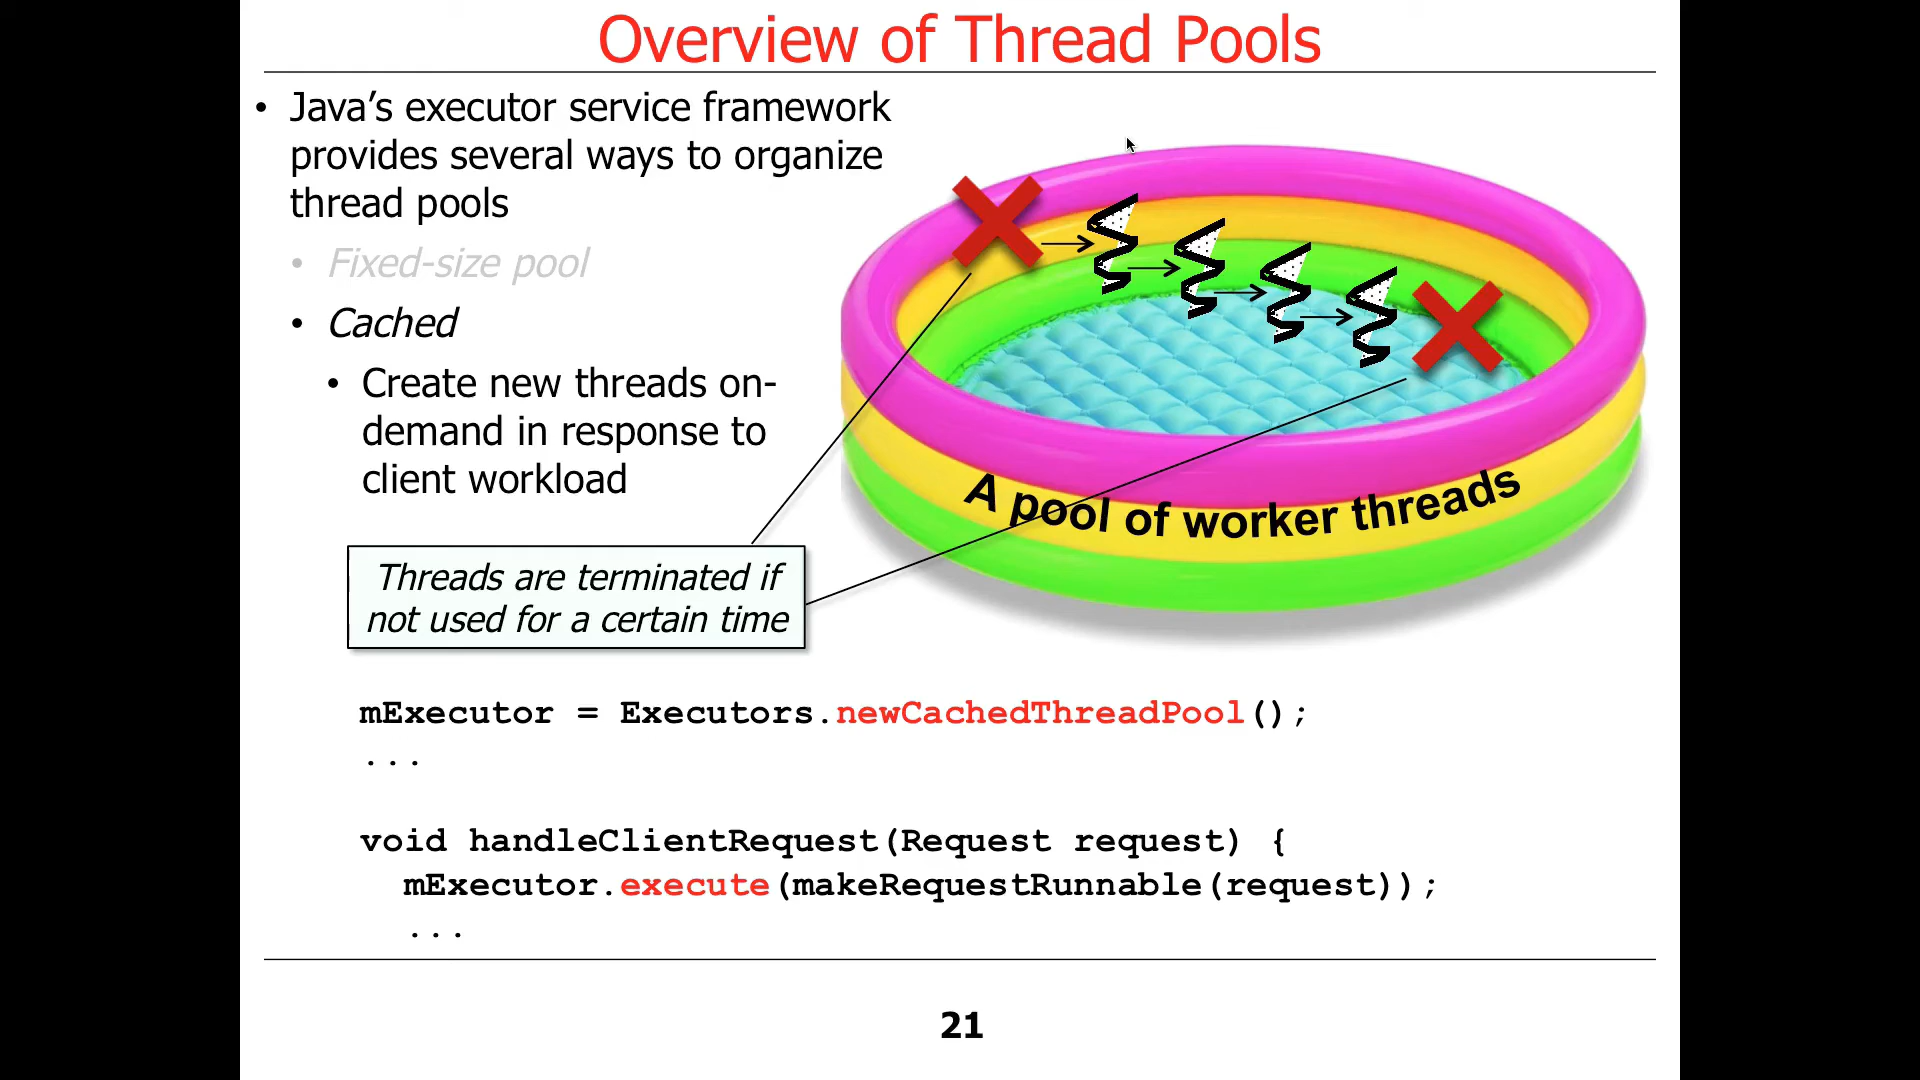 Overview of Thread Pools
• Java’s executor service framework
provides several ways to organize
thread pools
• Fixed-size pool
• Cached
• Create new threads on-
demand in response to
client workload
A pool of worker threads
Threads are terminated if
not used for a certain time
mExecutor = Executors.newCachedThreadPool();
...
void handleClientRequest(Request request) {
mExecutor.execute(makeRequestRunnable(request));
...
21